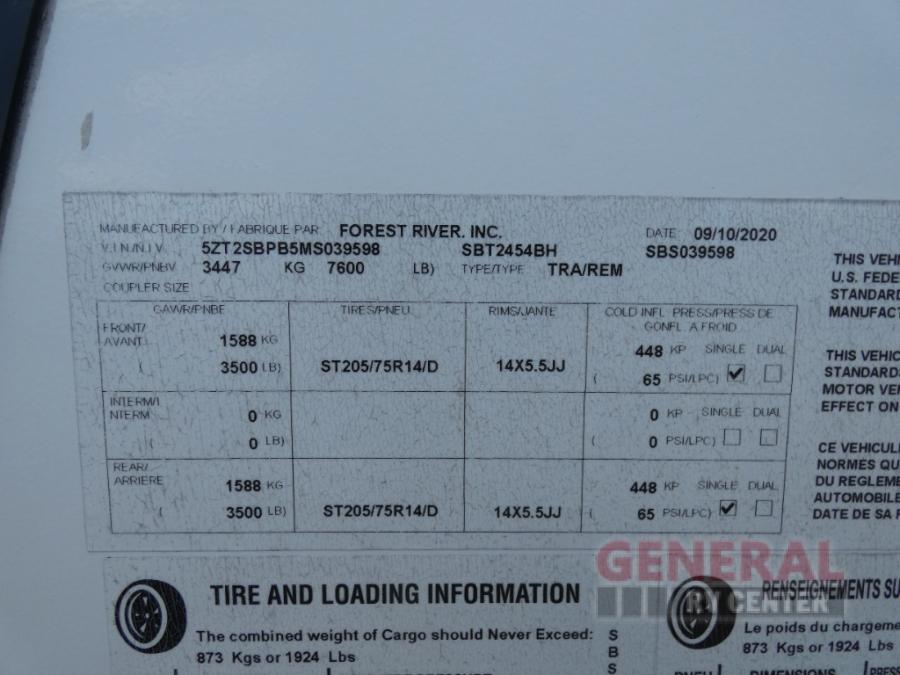 MANUFACTURED BY / FABRIQUE PAR: FOREST RIVER, INC. DATE 09/10/2020
V.I.N/N.I.V. 5ZT2SBPB5MS039598 SBT2454BH SBS039598
GVWR/PNBV 3447 KG 7600 LB) TYPE/TYPE TRA/REM
COUPLER SIZE
GAWR/PNBE TIRES/PNEU RIMS/JANTE COLD INFL PRESS/PRESS DE
GONFL A FROID
FRONT/
AVANT 1588 KG 448 KP SINGLE DUAL
( 3500 LB) ST205/75R14/D 14X5.5JJ ( 65 PSI/LPC)
INTERM/I
NTERM 0 KG 0 KP SINGLE DUAL
( 0 LB) ( 0 PSI/LPC)
REAR/
ARRIERE 1588 KG 448 KP SINGLE DUAL
( 3500 LB) ST205/75R14/D 14X5.5JJ ( 65 PSI/LPC)
THIS VEHI
U.S. FEDE
STANDARD
MANUFACT
THIS VEHIC
STANDARDS
MOTOR VEH
EFFECT ON
CE VEHICUL
NORMES QU
DU REGLEME
AUTOMOBILE
DATE DE SA F
GENERAL
RV CENTER
TIRE AND LOADING INFORMATION
The combined weight of Cargo should Never Exceed:
873 Kgs or 1924 Lbs
S
B
S
RENSEIGNEMENTS SU
Le poids du chargeme
873 Kgs or 1924 Lbs
PNEU DIMENSIONS PRESS